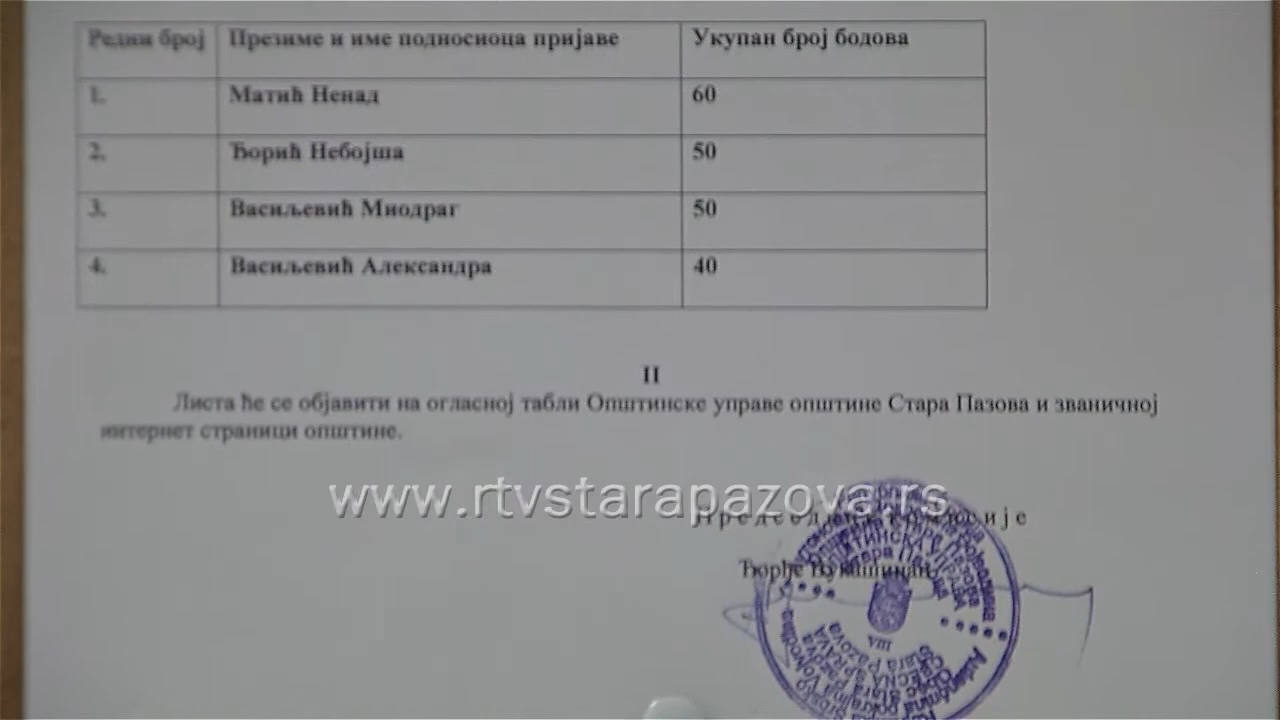 Редни број Презиме и име подносиоца пријаве Укупан број бодова
1. Матић Ненад 60
2. Ђорић Небојша 50
3. Васиљевић Миодраг 50
4. Васиљевић Александра 40
II
Листа ће се објавити на огласној табли Општинске управе општине Стара Пазова и званичној
интернет страници општине.
www.rtvstarapazova.rs
Председник комисије
Ђорђе
VIII